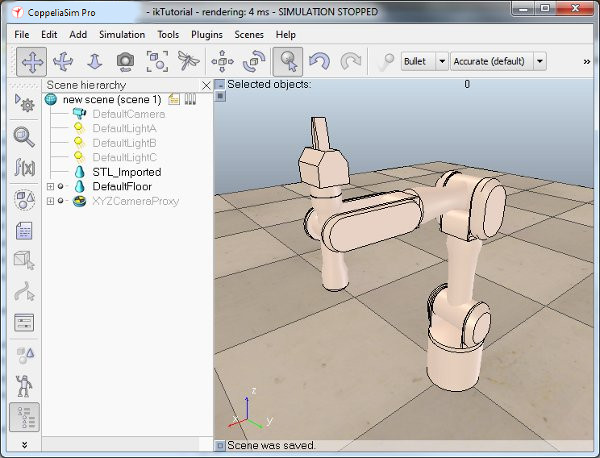 CoppeliaSim Pro - ikTutorial - rendering: 4 ms - SIMULATION STOPPED
File Edit Add Simulation Tools Plugins Scenes Help
Bullet Accurate (default) »
Scene hierarchy
Selected objects: 0
new scene (scene 1)
DefaultCamera
DefaultLightA
DefaultLightB
DefaultLightC
STL_Imported
DefaultFloor
XYZCameraProxy
f(x)
z
x
y
Scene was saved.